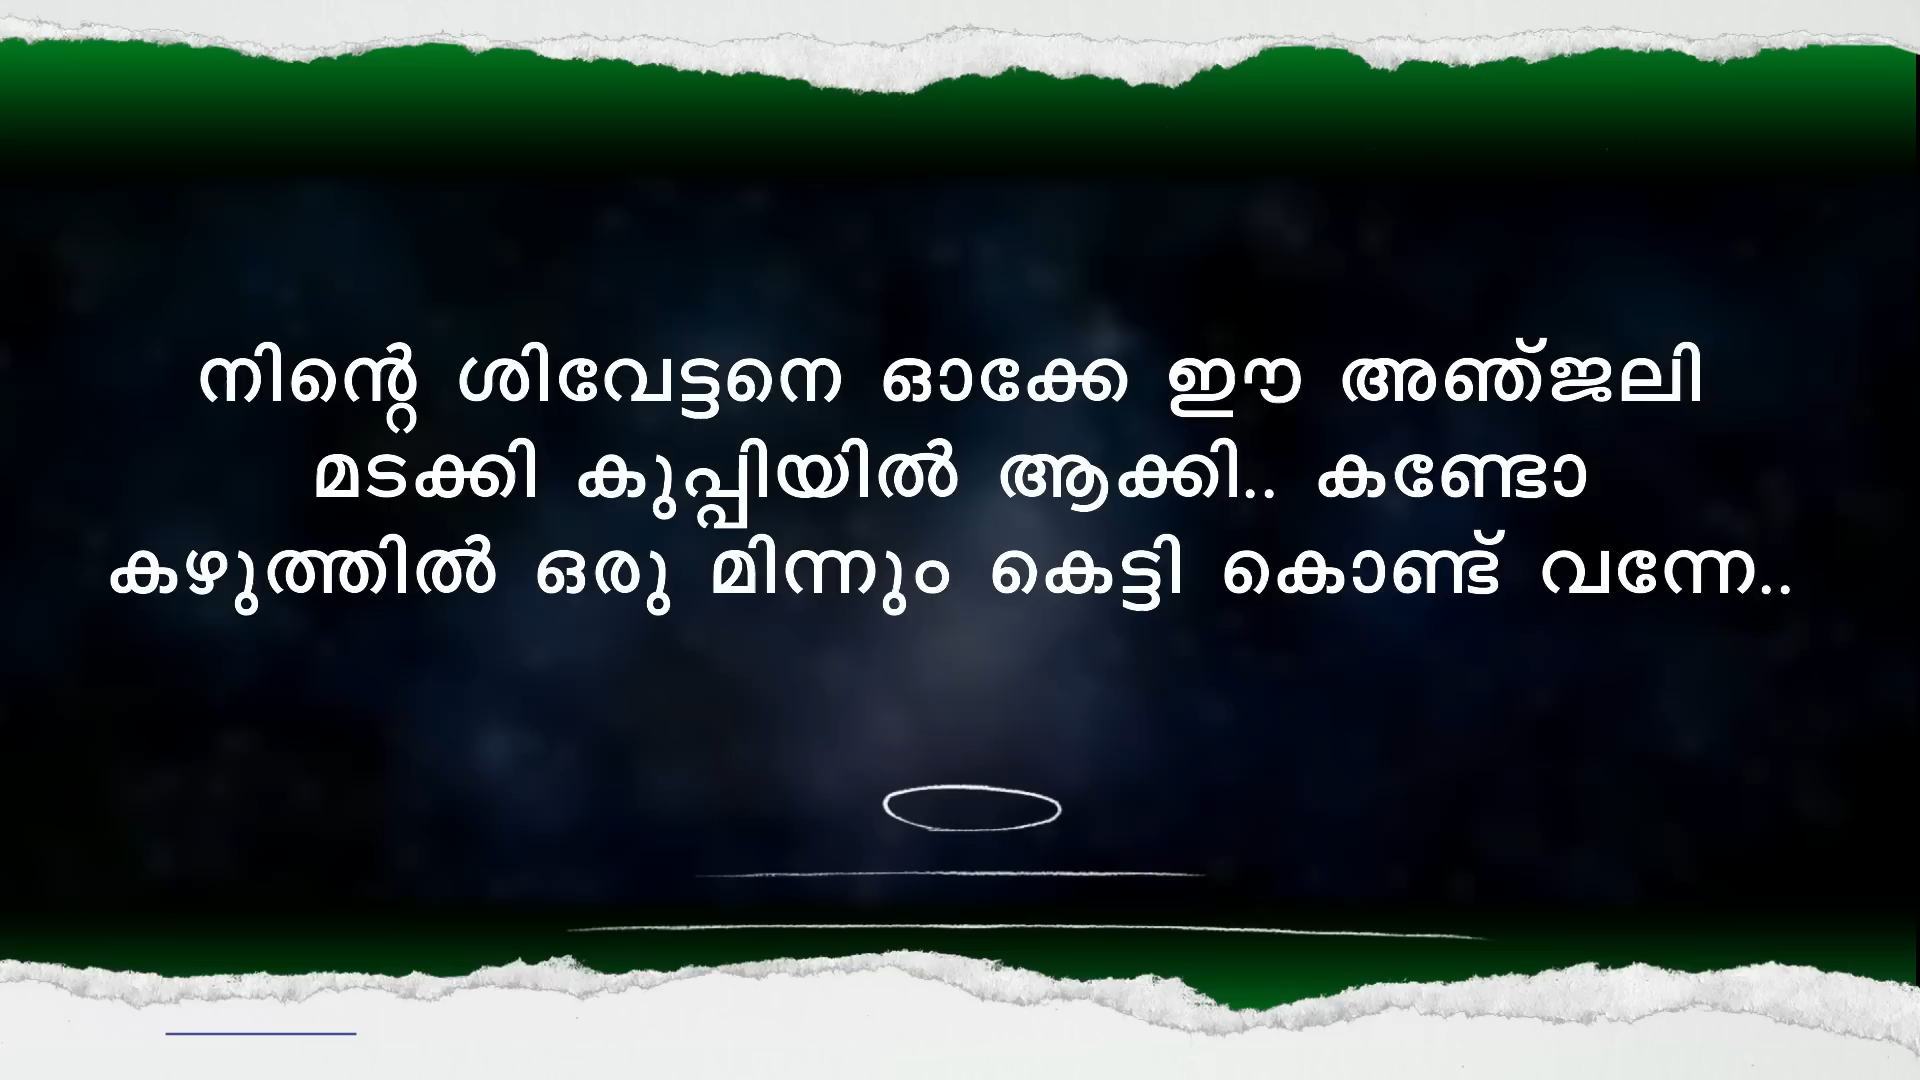 നിന്റെ ശിവേട്ടനെ ഓക്കേ ഈ അഞ്ജലി
മടക്കി കുപ്പിയിൽ ആക്കി.. കണ്ടോ
കഴുത്തിൽ ഒരു മിന്നും കെട്ടി കൊണ്ട് വന്നേ..